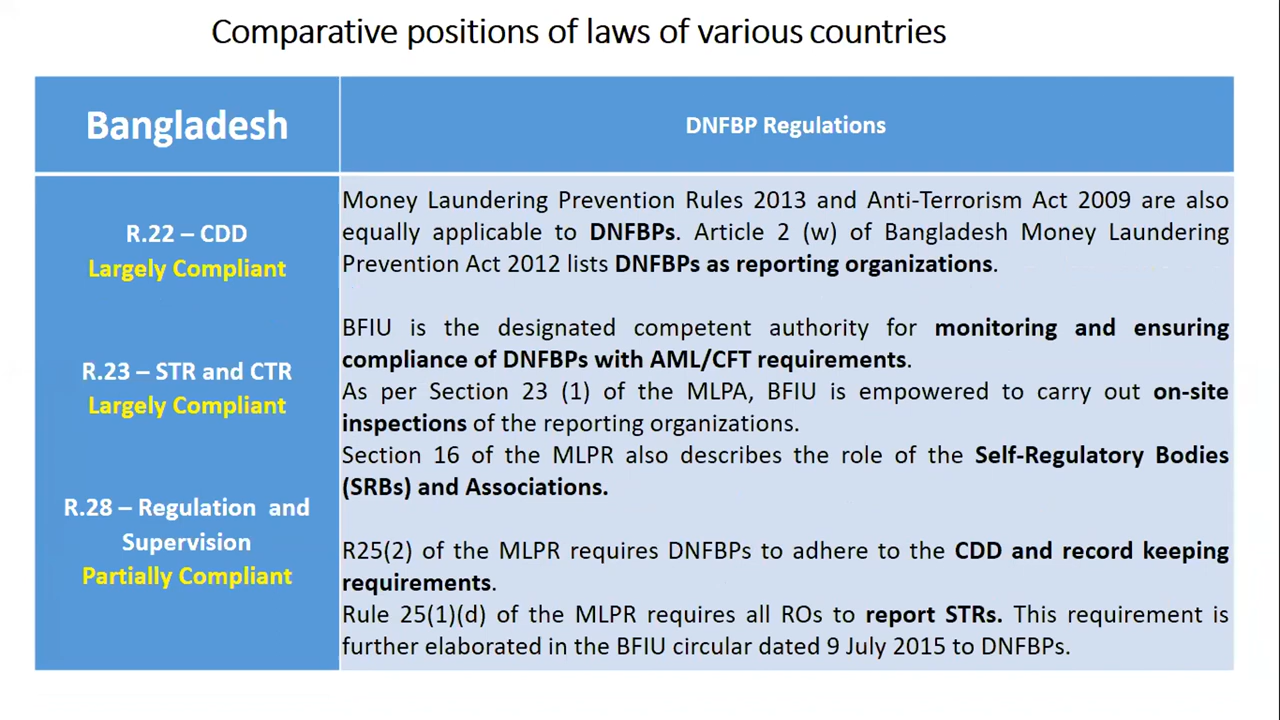 Comparative positions of laws of various countries
Bangladesh
DNFBP Regulations
R.22 – CDD
Largely Compliant
R.23 – STR and CTR
Largely Compliant
R.28 – Regulation and
Supervision
Partially Compliant
Money Laundering Prevention Rules 2013 and Anti-Terrorism Act 2009 are also
equally applicable to DNFBPs. Article 2 (w) of Bangladesh Money Laundering
Prevention Act 2012 lists DNFBPs as reporting organizations.
BFIU is the designated competent authority for monitoring and ensuring
compliance of DNFBPs with AML/CFT requirements.
As per Section 23 (1) of the MLPA, BFIU is empowered to carry out on-site
inspections of the reporting organizations.
Section 16 of the MLPR also describes the role of the Self-Regulatory Bodies
(SRBs) and Associations.
R25(2) of the MLPR requires DNFBPs to adhere to the CDD and record keeping
requirements.
Rule 25(1)(d) of the MLPR requires all ROs to report STRs. This requirement is
further elaborated in the BFIU circular dated 9 July 2015 to DNFBPs.